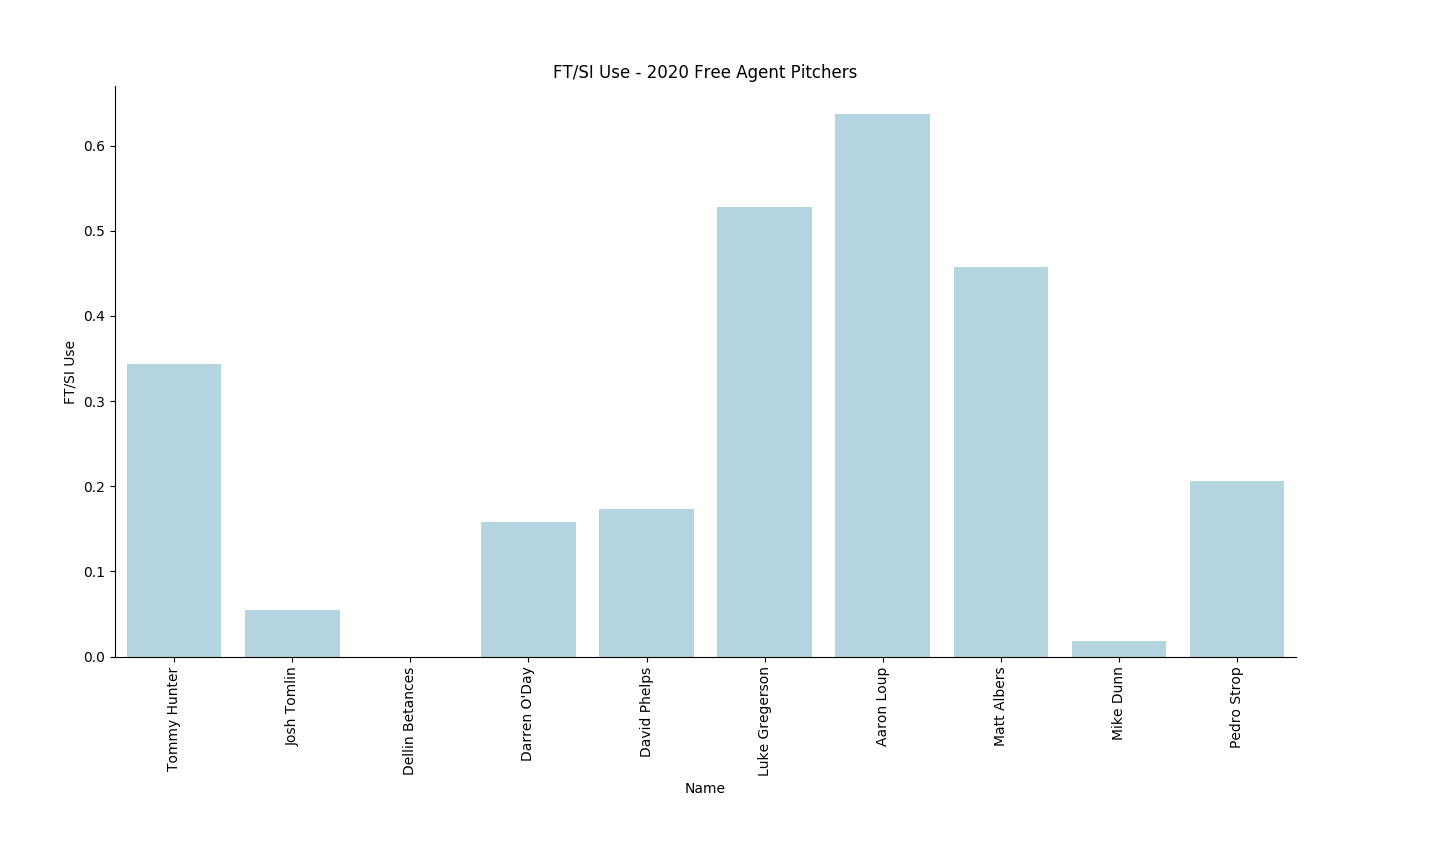 FT/SI Use - 2020 Free Agent Pitchers
FT/SI Use
0.6
0.5
0.4
0.3
0.2
0.1
0.0
Tommy Hunter
Josh Tomlin
Dellin Betances
Darren O'Day
David Phelps
Luke Gregerson
Aaron Loup
Matt Albers
Mike Dunn
Pedro Strop
Name